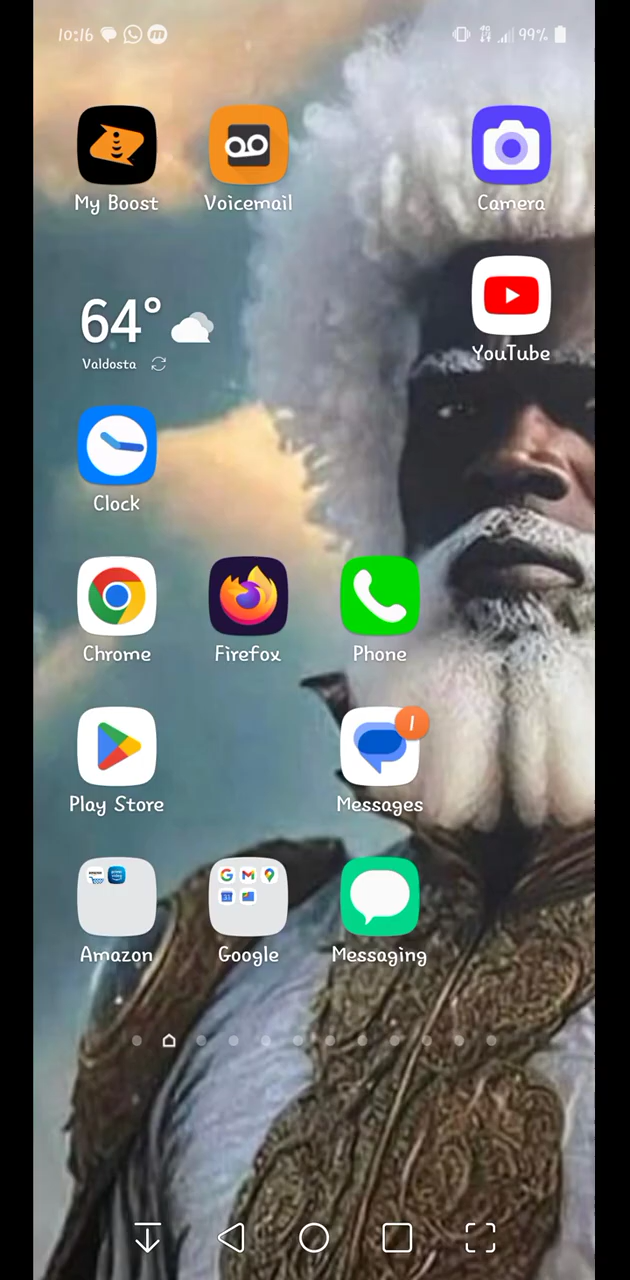 10:16 99%
My Boost Voicemail Camera
64°
Valdosta
YouTube
Clock
Chrome Firefox Phone
1
Play Store Messages
Amazon Google Messaging